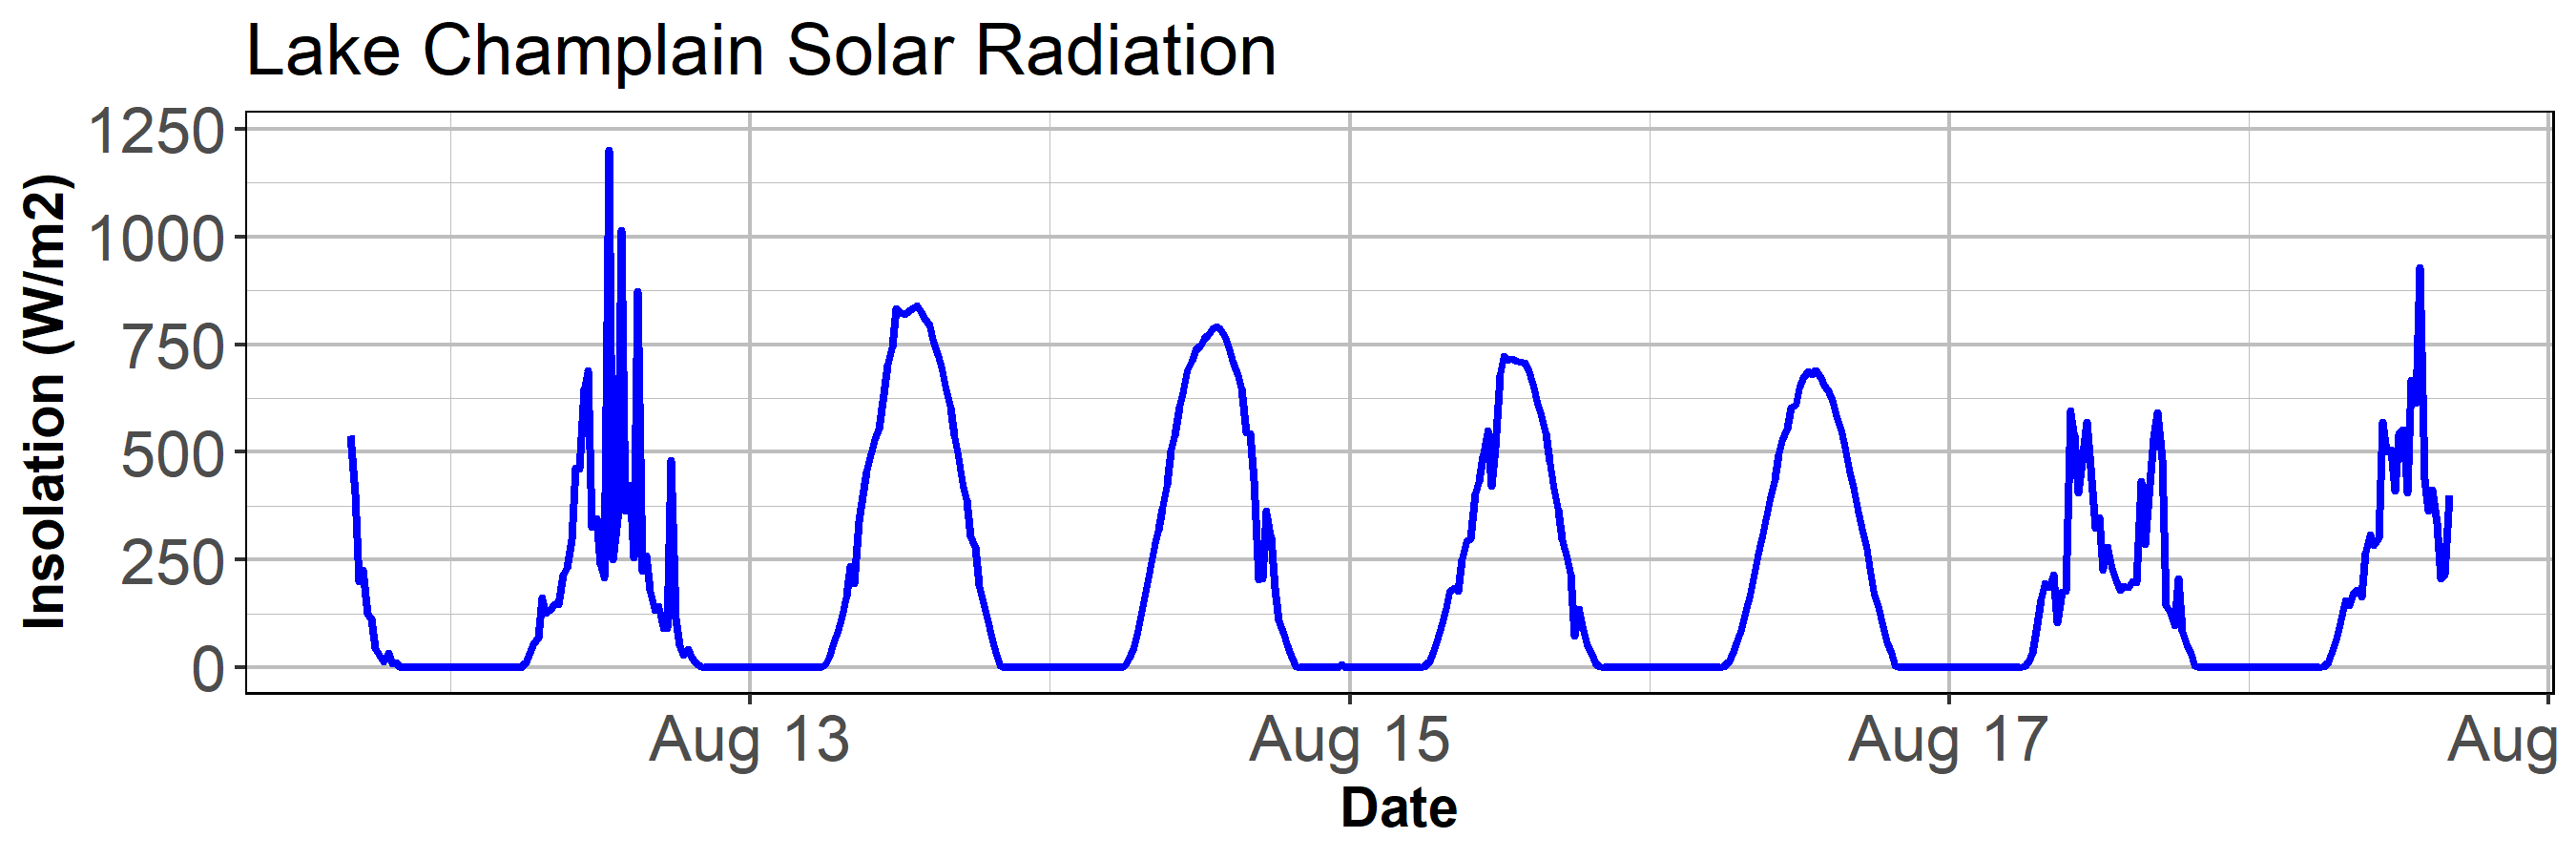 Lake Champlain Solar Radiation
Insolation (W/m2)
1250
1000
750
500
250
0
Aug 13 Aug 15 Aug 17 Aug
Date